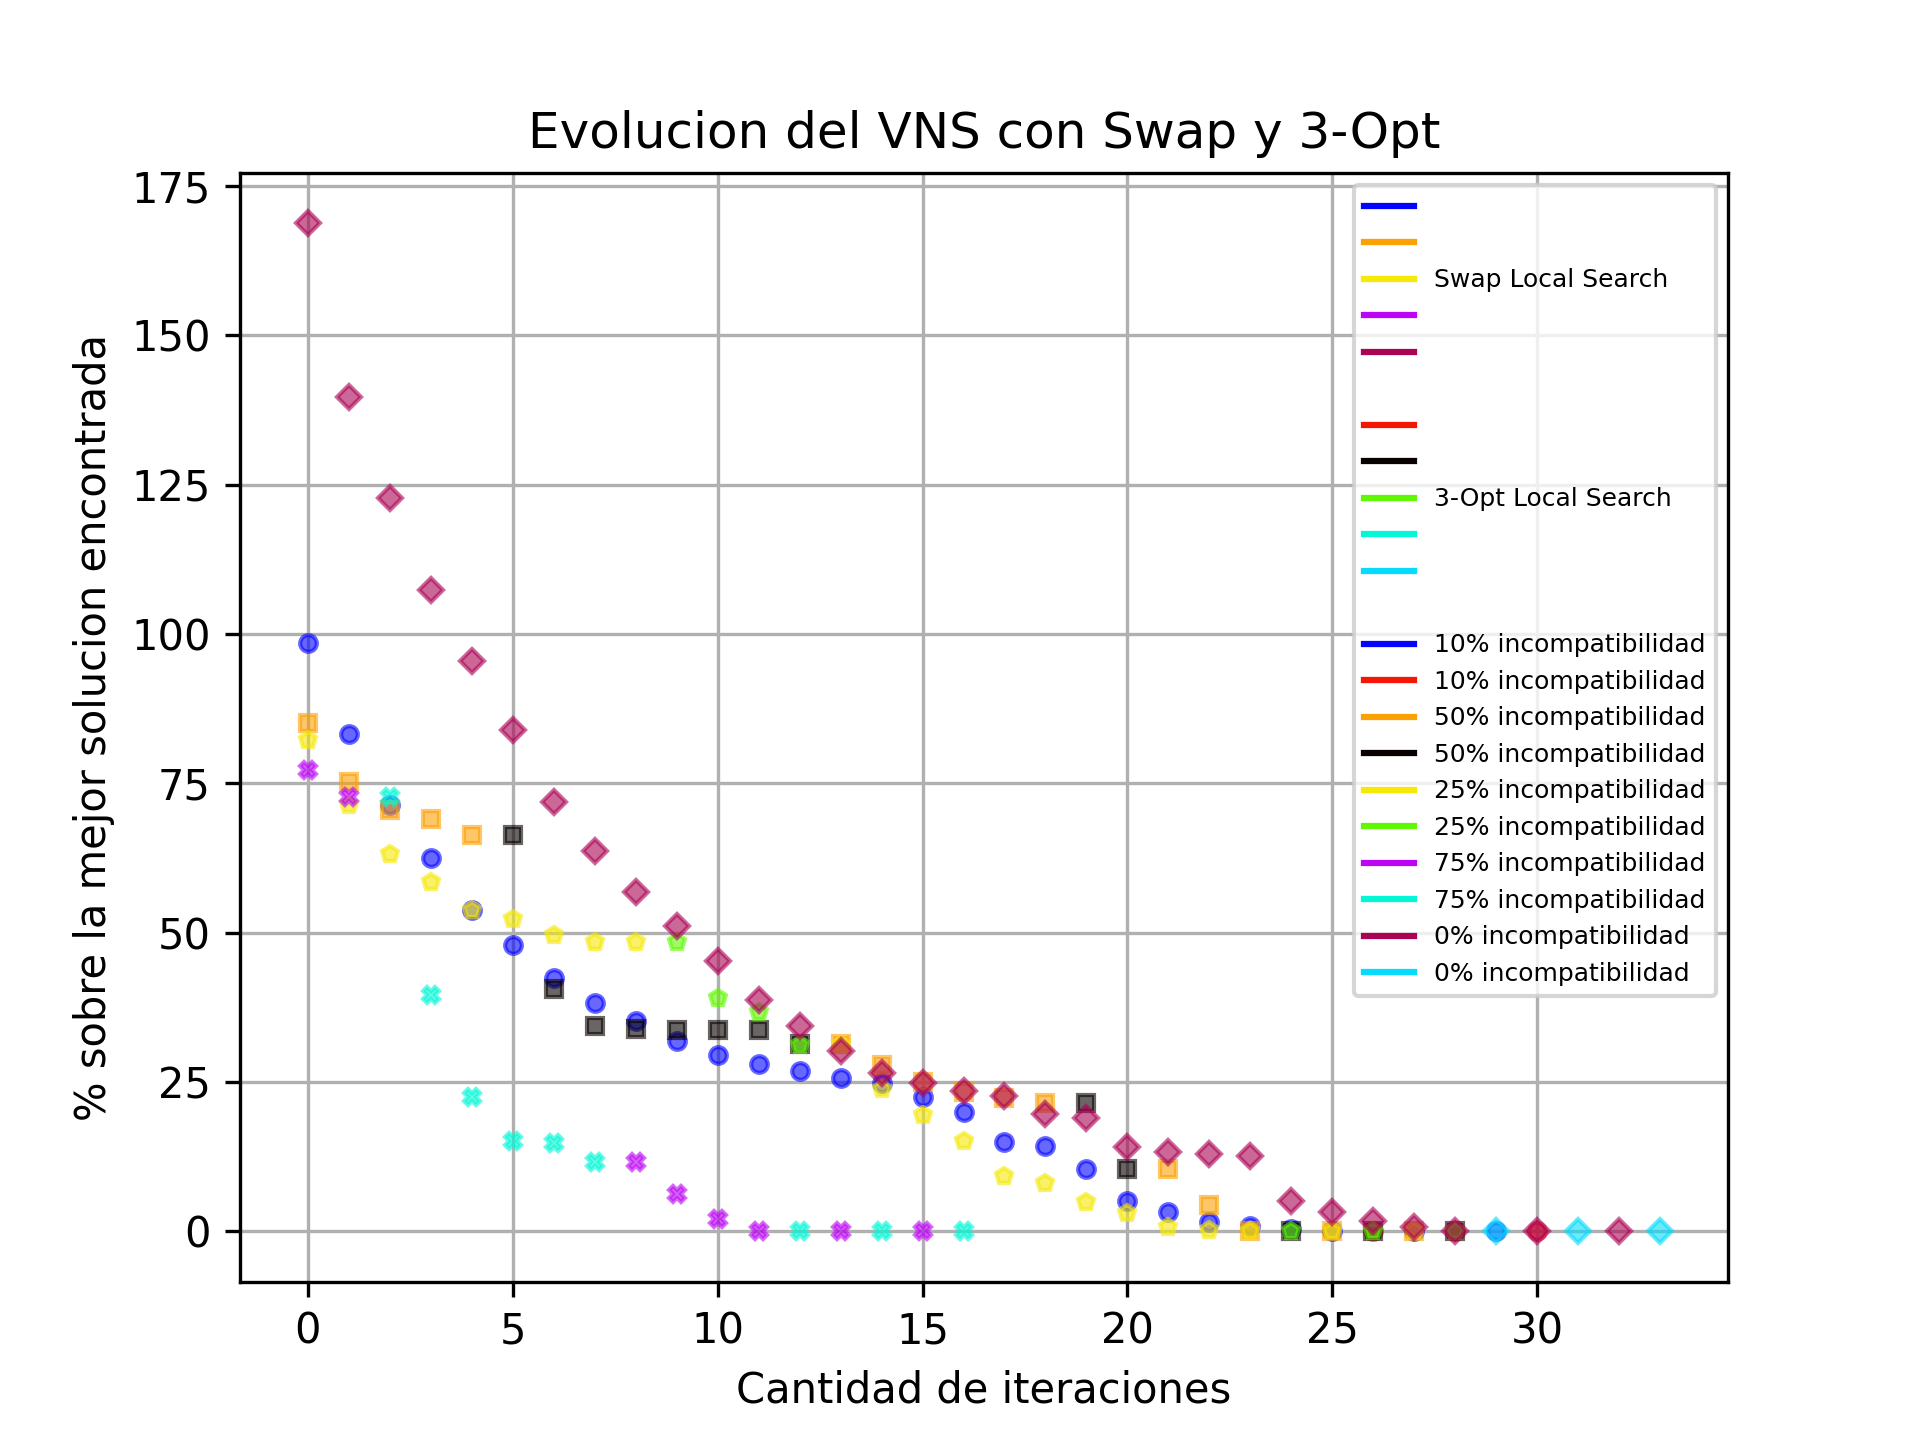 Evolucion del VNS con Swap y 3-Opt
% sobre la mejor solucion encontrada
175
150
125
100
75
50
25
0
Swap Local Search
3-Opt Local Search
10% incompatibilidad
10% incompatibilidad
50% incompatibilidad
50% incompatibilidad
25% incompatibilidad
25% incompatibilidad
75% incompatibilidad
75% incompatibilidad
0% incompatibilidad
0% incompatibilidad
0 5 10 15 20 25 30
Cantidad de iteraciones